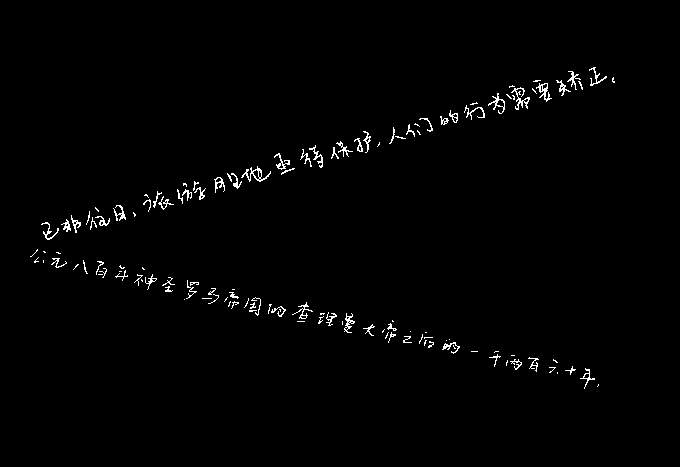 已非往日，旅游胜地亟待保护，人们的行为需要矫正。
公元八百年神圣罗马帝国的查理曼大帝之后的一千两百六十年，